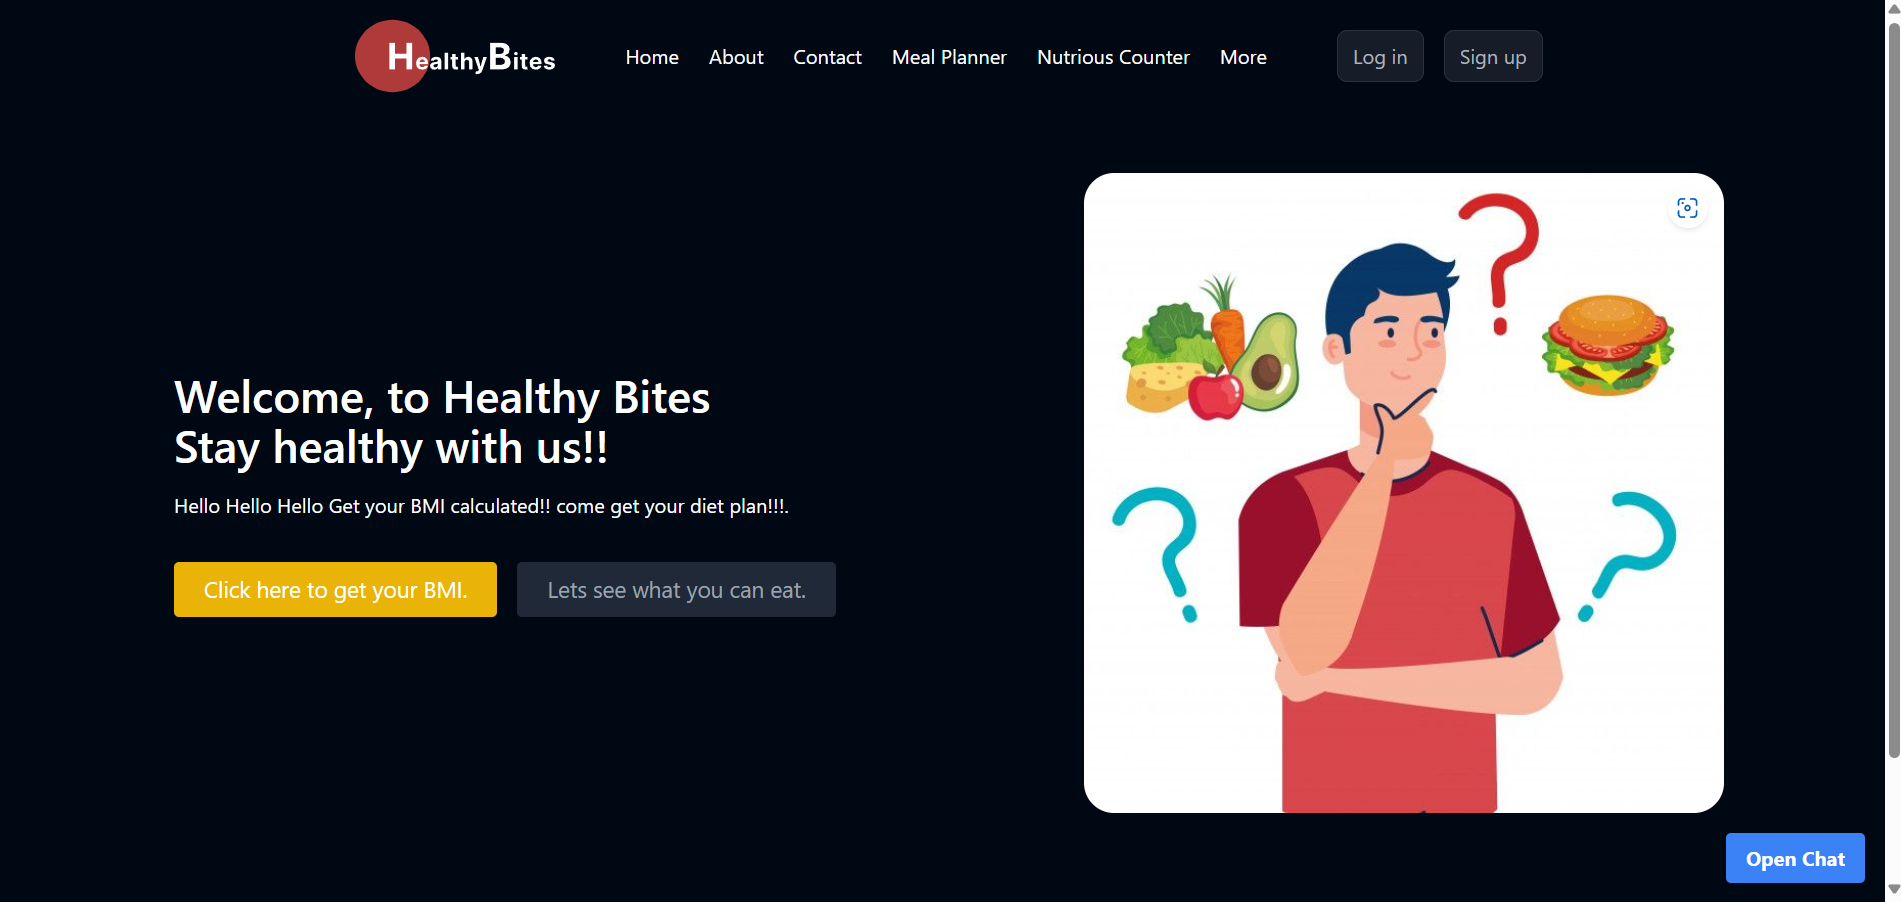 HealthyBites
Home About Contact Meal Planner Nutrious Counter More Log in Sign up
Welcome, to Healthy Bites
Stay healthy with us!!
Hello Hello Hello Get your BMI calculated!! come get your diet plan!!!.
Click here to get your BMI. Lets see what you can eat.
Open Chat